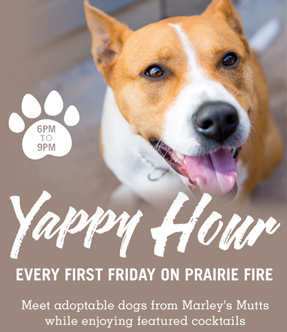 6PM
TO
9PM
Yappy Hour
EVERY FIRST FRIDAY ON PRAIRIE FIRE
Meet adoptable dogs from Marley's Mutts
while enjoying featured cocktails